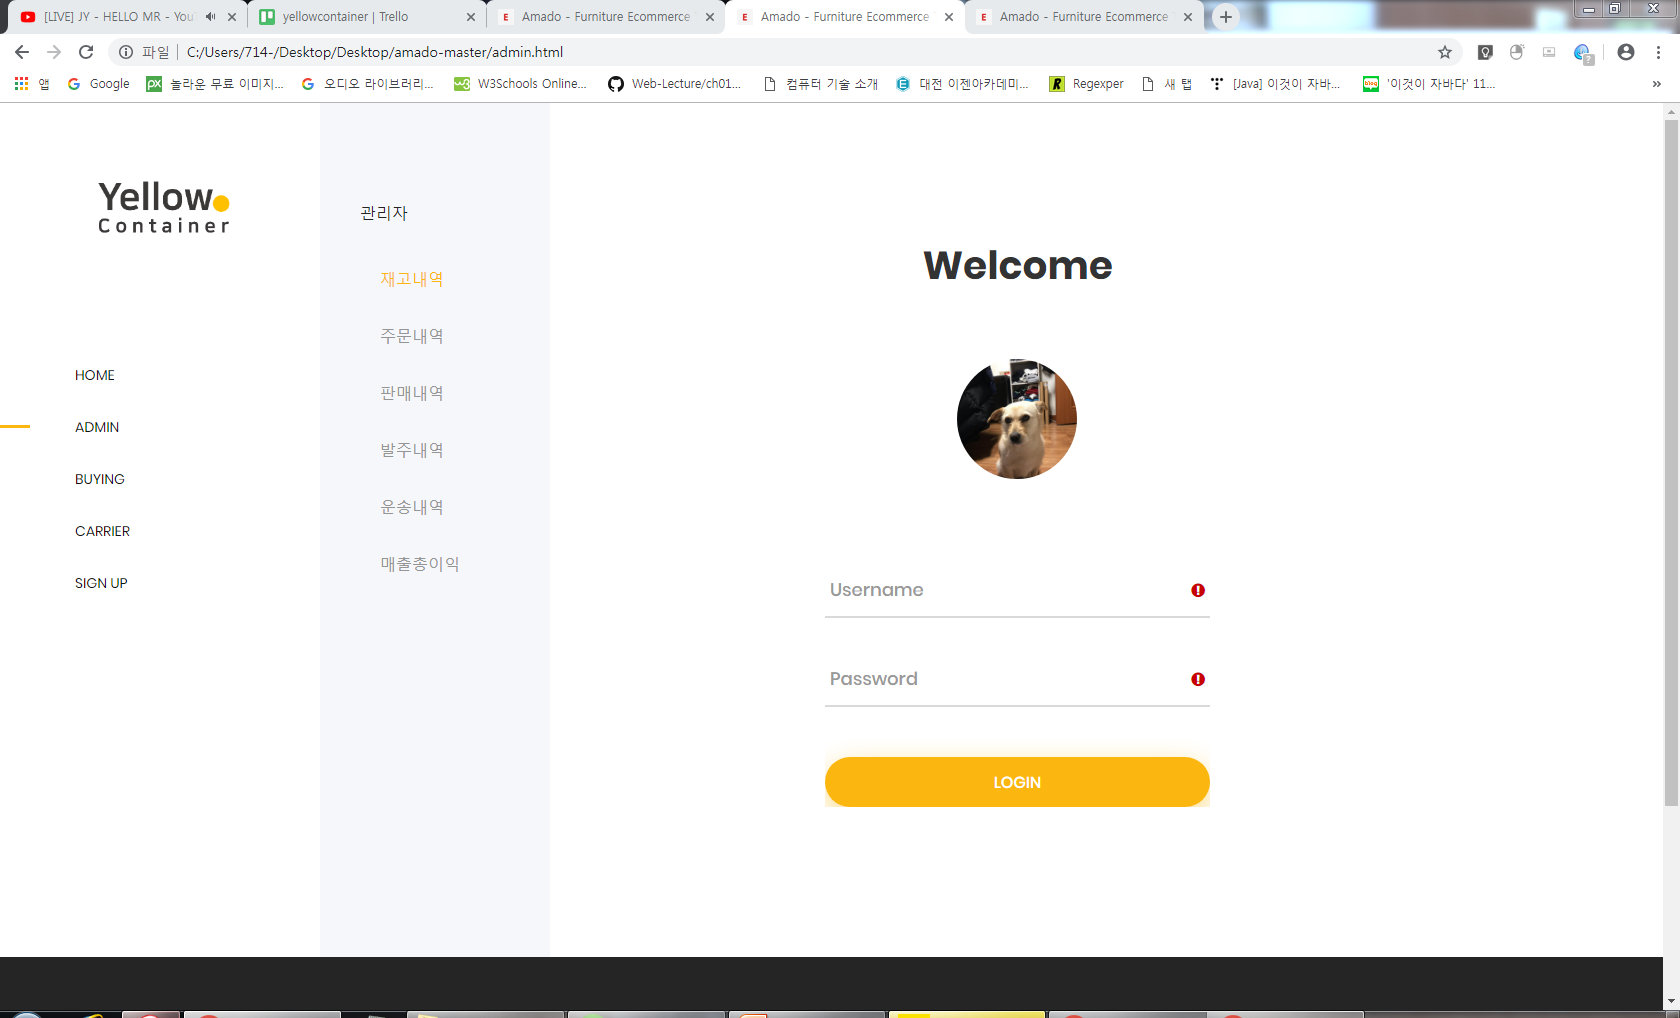 [LIVE] JY - HELLO MR - You
yellowcontainer | Trello
Amado - Furniture Ecommerce
Amado - Furniture Ecommerce
Amado - Furniture Ecommerce
파일 | C:/Users/714-/Desktop/Desktop/amado-master/admin.html
앱
Google
놀라운 무료 이미지...
오디오 라이브러리...
W3Schools Online...
Web-Lecture/ch01...
컴퓨터 기술 소개
대전 이젠아카데미...
Regexper
새 탭
[Java] 이것이 자바...
'이것이 자바다' 11...
»
Yellow
Container
HOME
ADMIN
BUYING
CARRIER
SIGN UP
관리자
재고내역
주문내역
판매내역
발주내역
운송내역
매출총이익
Welcome
Username
Password
LOGIN